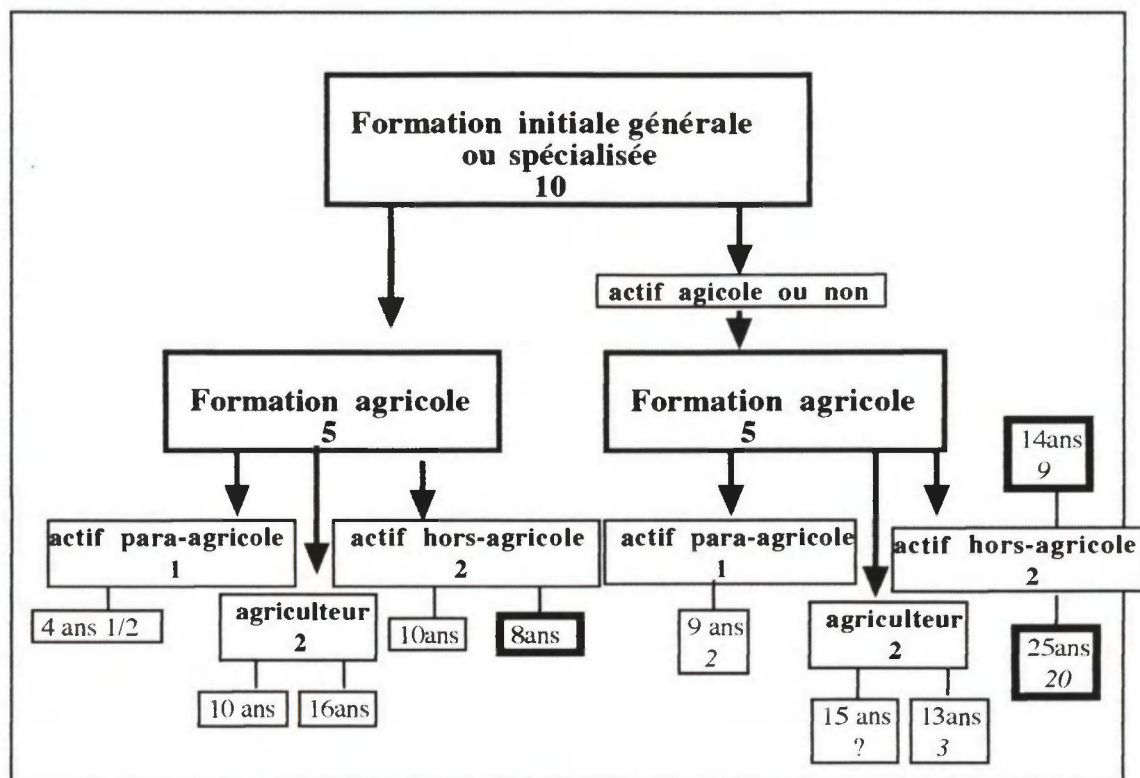 Formation initiale générale
ou spécialisée
10
actif agicole ou non
Formation agricole
5
Formation agricole
5
14ans
9
actif para-agricole
1
actif hors-agricole
2
actif para-agricole
1
actif hors-agricole
2
4 ans 1/2
agriculteur
2
10ans
8ans
9 ans
2
agriculteur
2
25ans
20
10 ans
16ans
15 ans
?
13ans
3